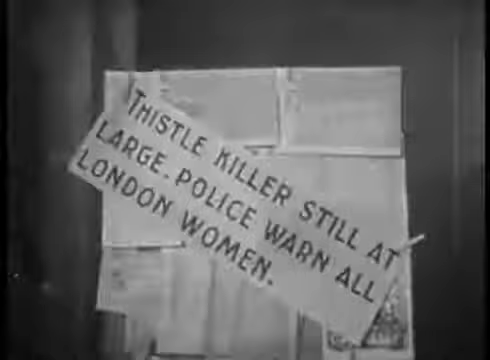 THISTLE KILLER STILL AT
LARGE. POLICE WARN ALL
LONDON WOMEN.